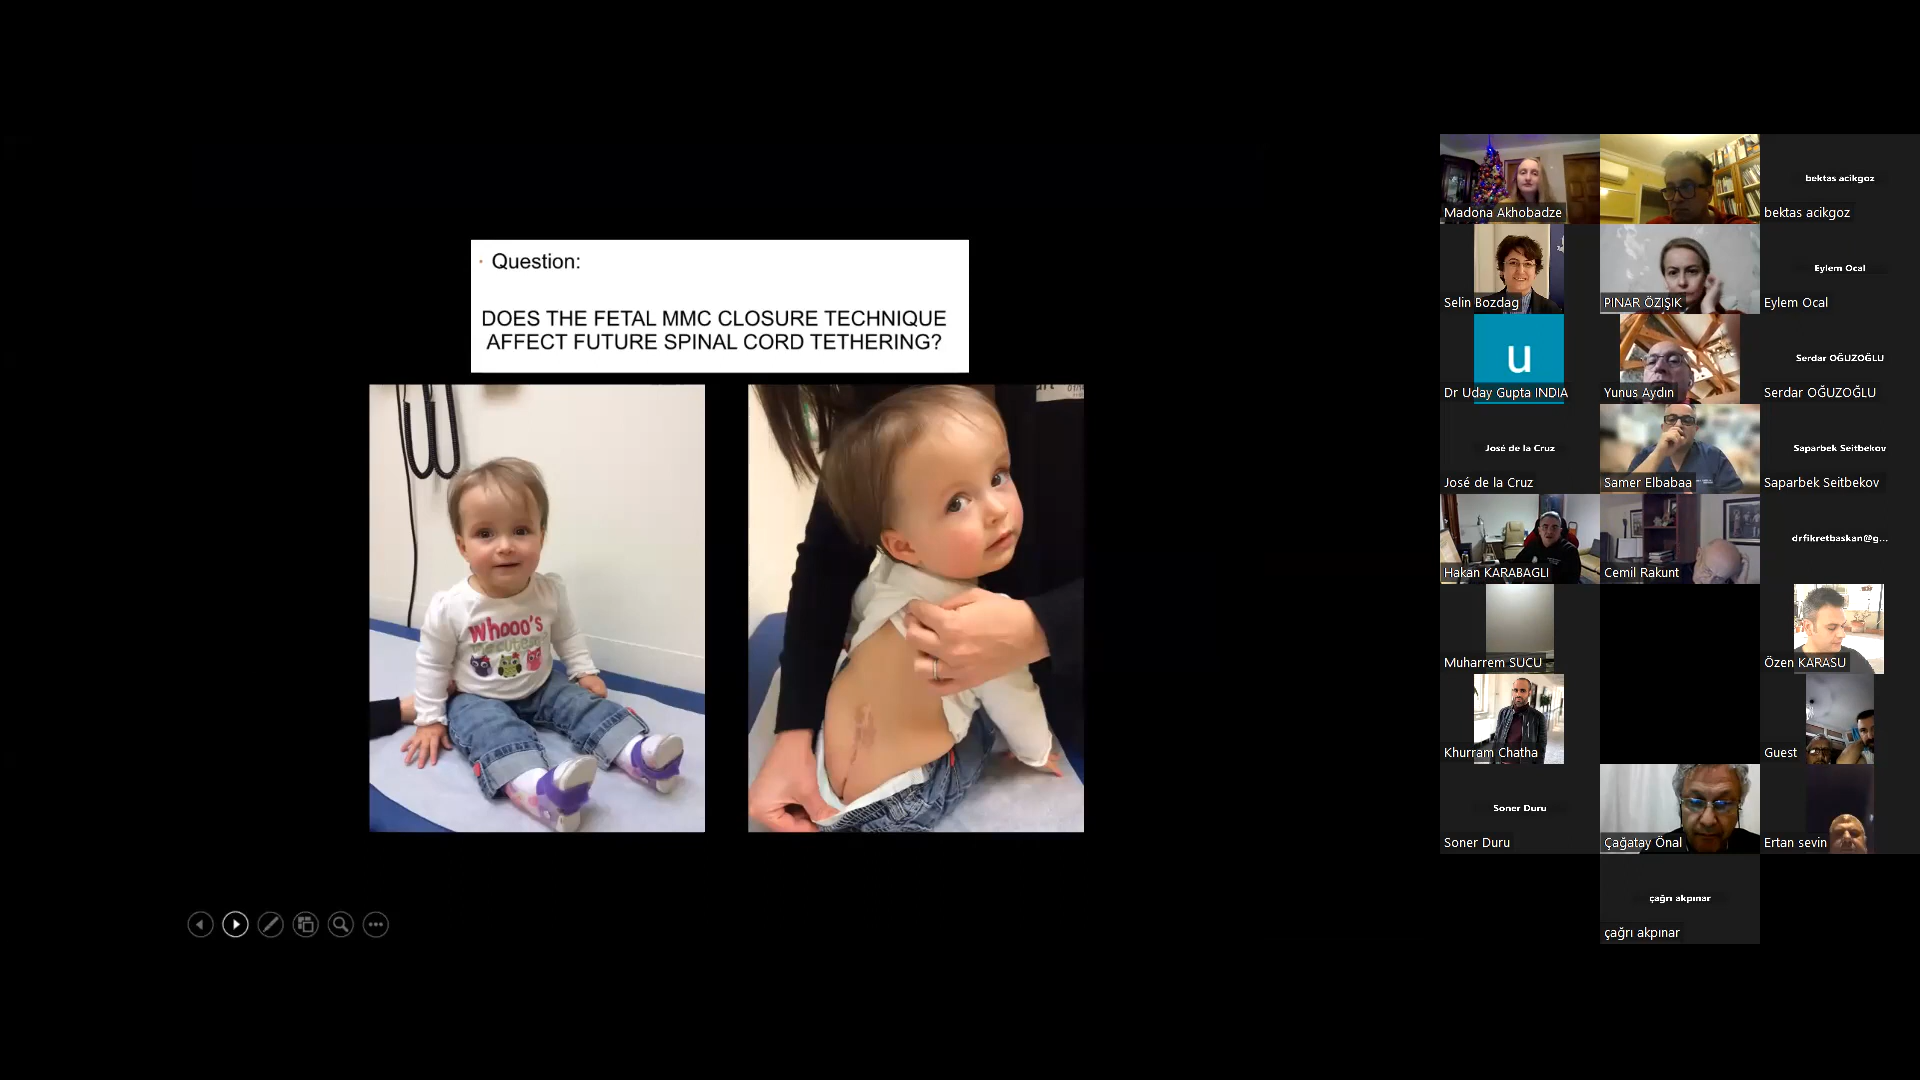 Question:
DOES THE FETAL MMC CLOSURE TECHNIQUE
AFFECT FUTURE SPINAL CORD TETHERING?
whooo's
Madona Akhobadze
bektas acikgoz
bektas acikgoz
Selin Bozdag
PINAR ÖZIŞIK
Eylem Ocal
Eylem Ocal
u
Dr Uday Gupta INDIA
Yunus Aydın
Serdar OĞUZOĞLU
Serdar OĞUZOĞLU
José de la Cruz
José de la Cruz
Samer Elbabaa
Saparbek Seitbekov
Saparbek Seitbekov
Hakan KARABAGLI
Cemil Rakunt
drfikretbaskan@g...
Muharrem SUCU
Özen KARASU
Khurram Chatha
Guest
Soner Duru
Soner Duru
Çağatay Önal
Ertan sevin
çağrı akpınar
çağrı akpınar